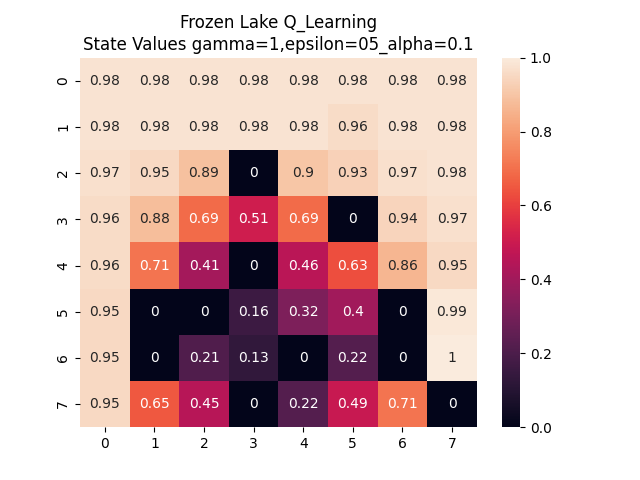 Frozen Lake Q_Learning
State Values gamma=1,epsilon=05_alpha=0.1
0 0.98 0.98 0.98 0.98 0.98 0.98 0.98 0.98
1 0.98 0.98 0.98 0.98 0.98 0.96 0.98 0.98
2 0.97 0.95 0.89 0 0.9 0.93 0.97 0.98
3 0.96 0.88 0.69 0.51 0.69 0 0.94 0.97
4 0.96 0.71 0.41 0 0.46 0.63 0.86 0.95
5 0.95 0 0 0.16 0.32 0.4 0 0.99
6 0.95 0 0.21 0.13 0 0.22 0 1
7 0.95 0.65 0.45 0 0.22 0.49 0.71 0
0 1 2 3 4 5 6 7
1.0
0.8
0.6
0.4
0.2
0.0